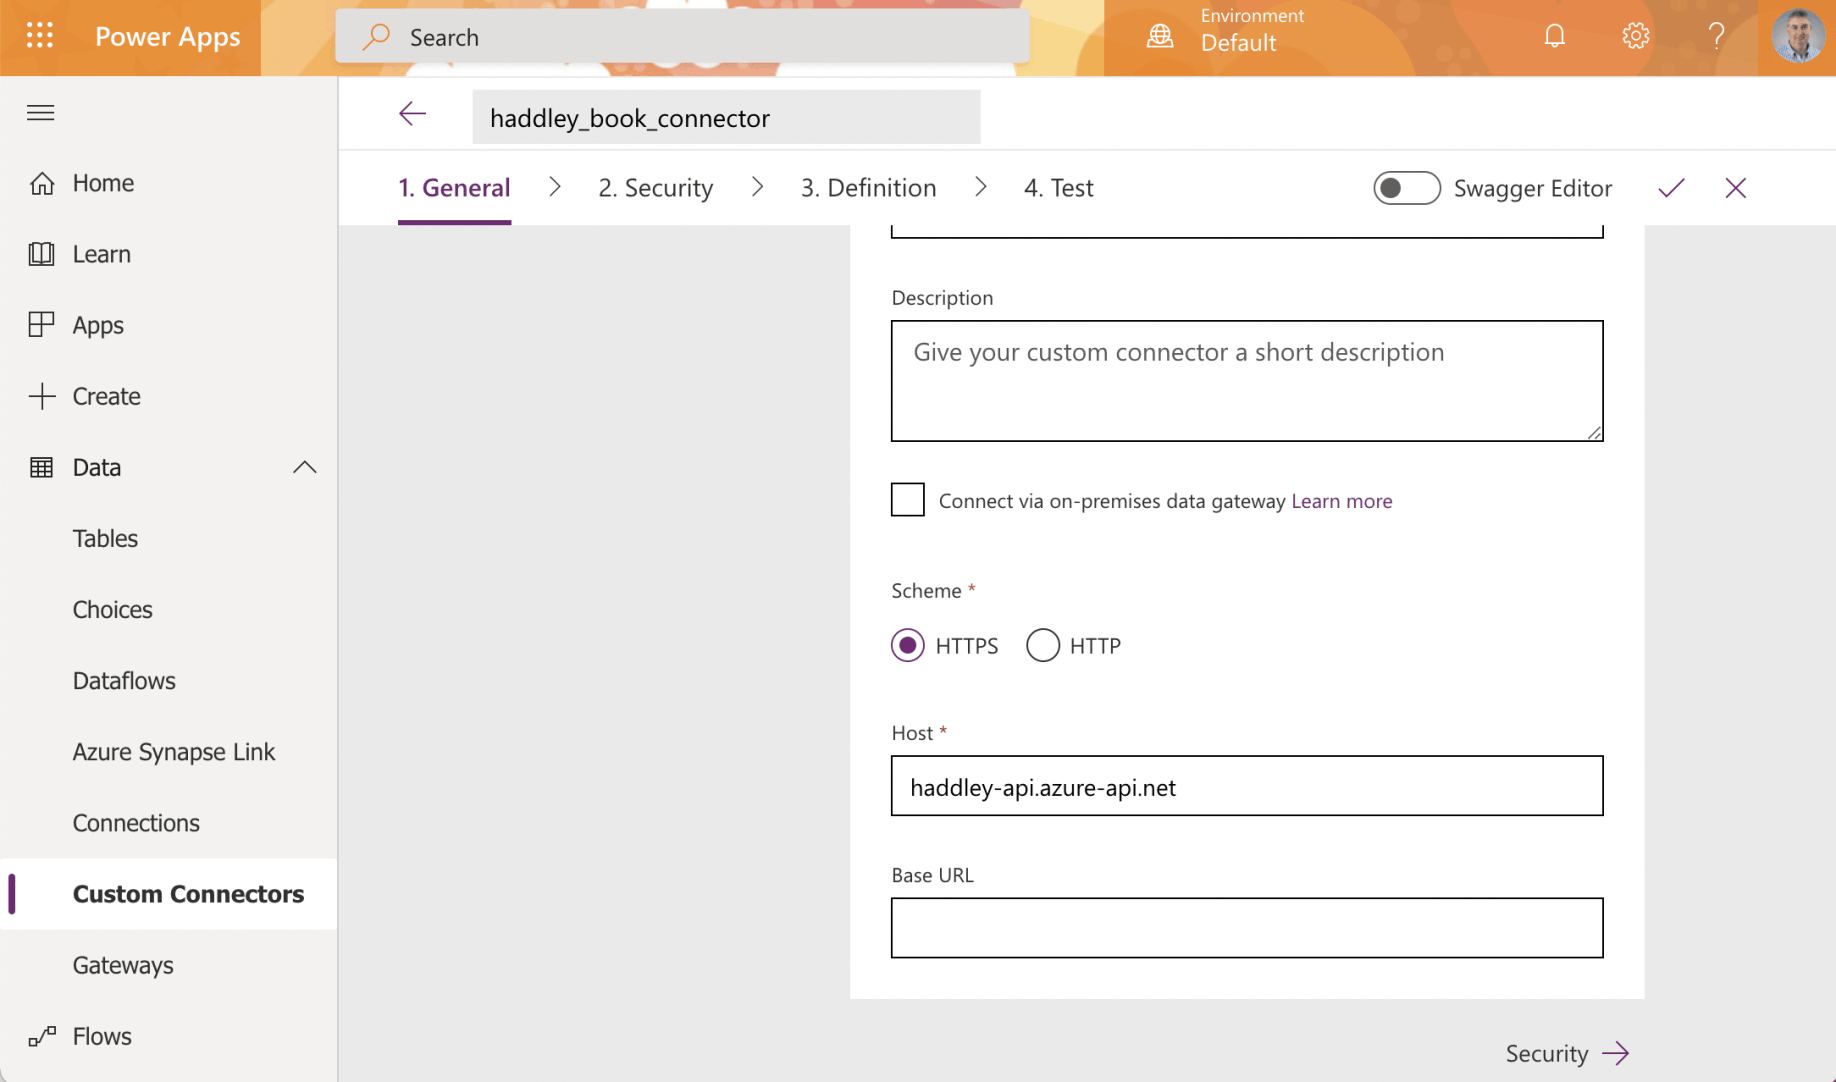 Power Apps
Search
Environment
Default
?
haddley_book_connector
1. General
2. Security
3. Definition
4. Test
Swagger Editor
Home
Learn
Apps
Create
Data
Tables
Choices
Dataflows
Azure Synapse Link
Connections
Custom Connectors
Gateways
Flows
Description
Give your custom connector a short description
Connect via on-premises data gateway Learn more
Scheme *
HTTPS HTTP
Host *
haddley-api.azure-api.net
Base URL
Security